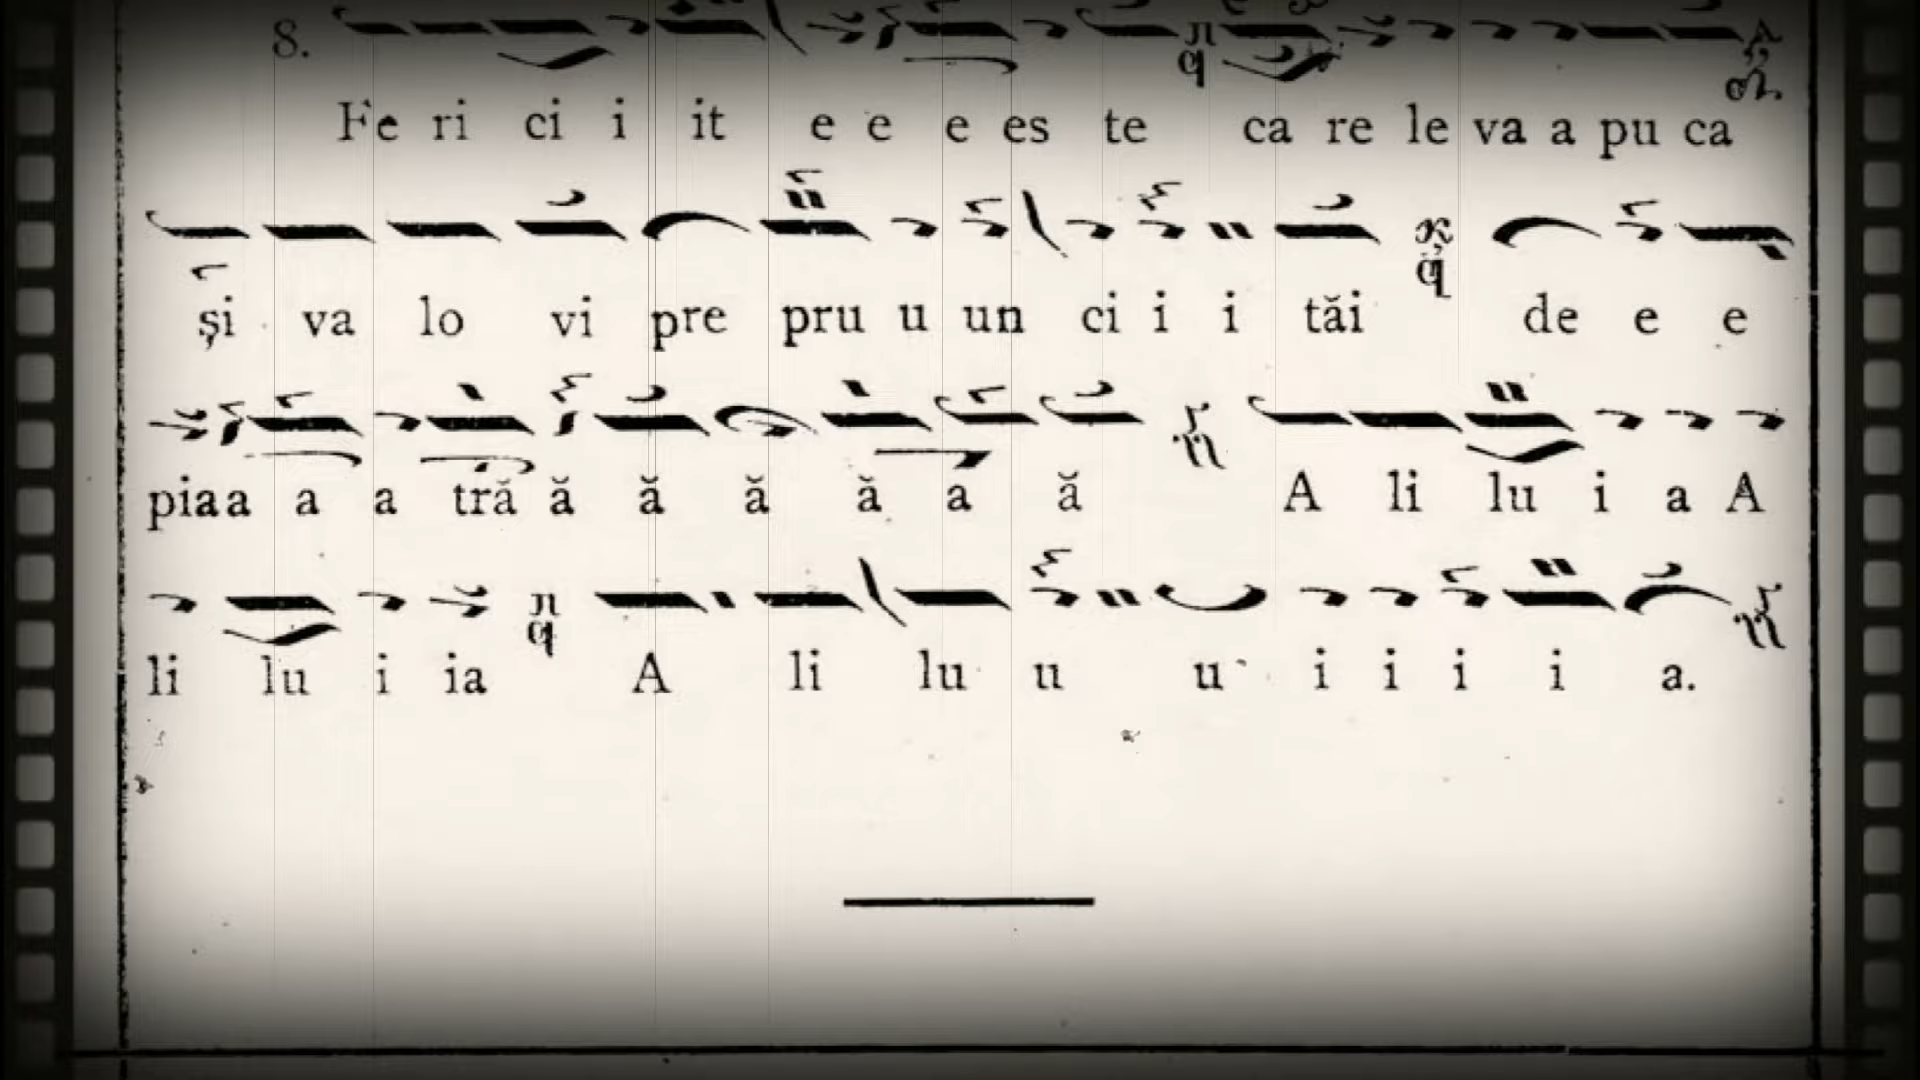 8.
Fe ri ci i it e e e es te ca re le va a pu ca
și va lo vi pre pru u un ci i i tăi de e e
piaa a a tră ă ă ă ă a ă A li lu i a A
li lu i ia A li lu u u i i i i a.